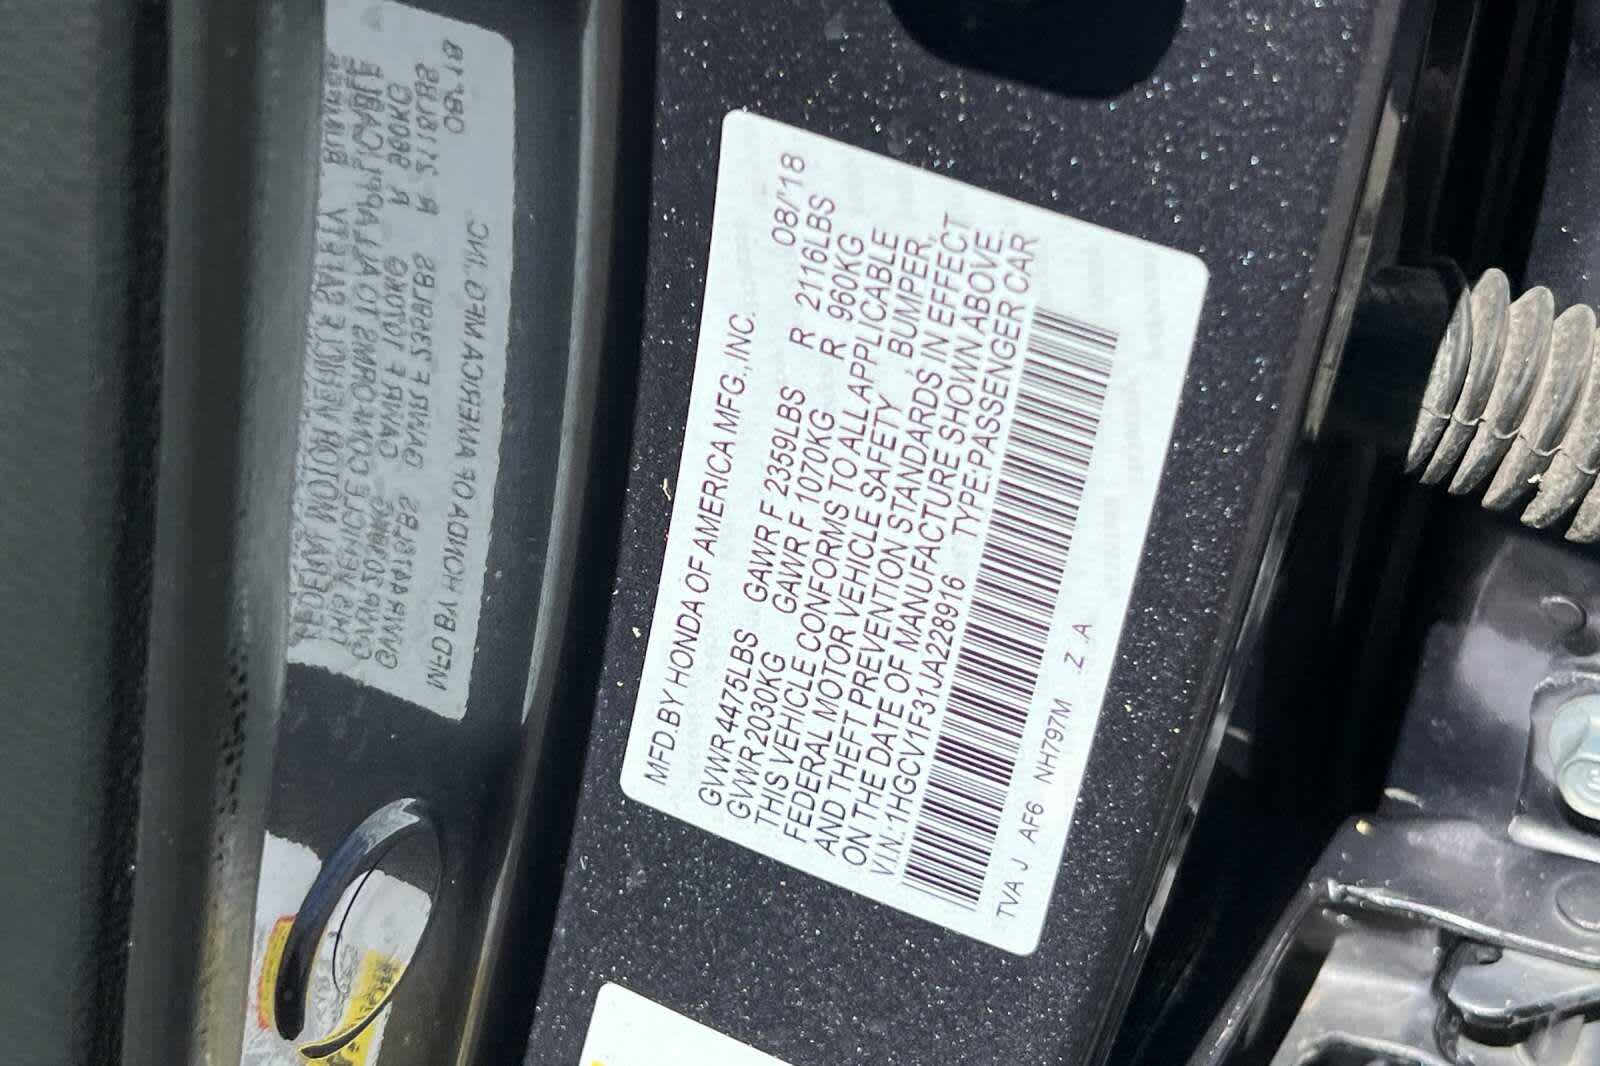 MFD.BY HONDA OF AMERICA MFG.,INC. 08/'18
GVWR 4475LBS GAWR F 2359LBS R 2116LBS
GVWR 2030KG GAWR F 1070KG R 960KG
THIS VEHICLE CONFORMS TO ALL APPLICABLE
FEDERAL MOTOR VEHICLE SAFETY, BUMPER,
AND THEFT PREVENTION STANDARDS IN EFFECT
ON THE DATE OF MANUFACTURE SHOWN ABOVE.
V.I.N.:1HGCV1F31JA228916 TYPE:PASSENGER CAR
TVA J AF6 NH797M Z A